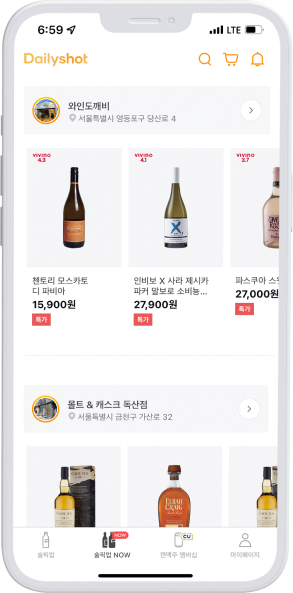 6:59
LTE
Dailyshot
와인도깨비
서울특별시 영등포구 당산로 4
vivino
4.3
vivino
4.1
vivino
3.7
첸토리 모스카토
디 파비아
15,900원
특가
인비보 X 사라 제시카
파커 말보로 소비뇽...
27,900원
특가
파스쿠아 스
27,000원
특가
몰트 & 캐스크 독산점
서울특별시 금천구 가산로 32
ELIJAH
CRAIG
NEW
CU
술픽업
술픽업 NOW
캔맥주 멤버십
마이페이지